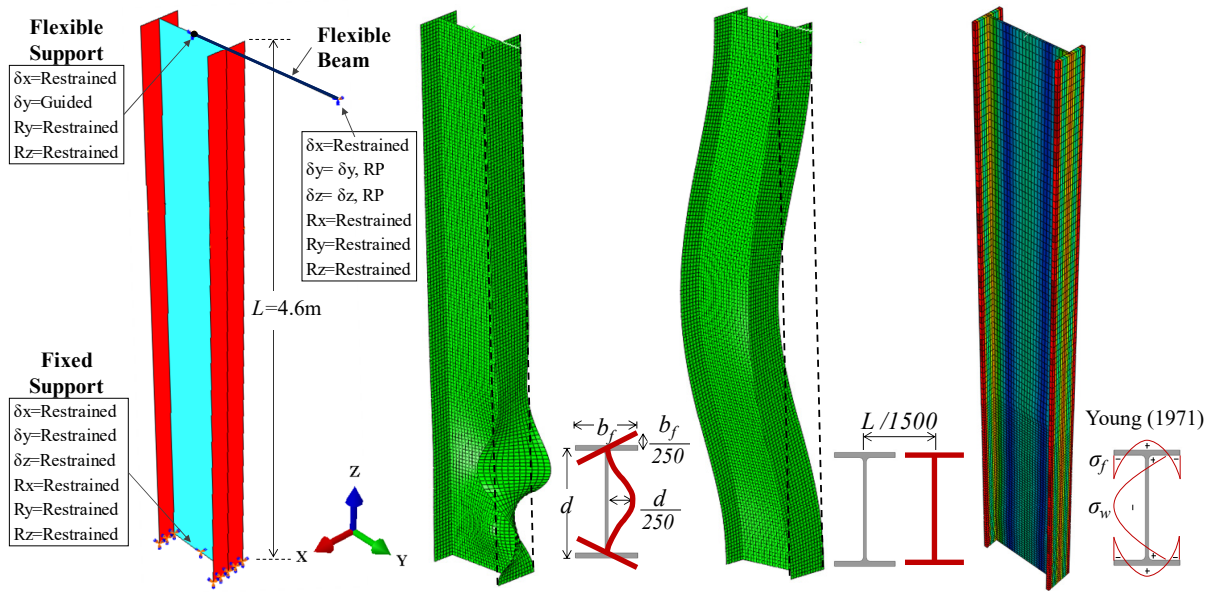 Flexible
Support
δx=Restrained
δy=Guided
Ry=Restrained
Rz=Restrained
Flexible
Beam
δx=Restrained
δy= δy, RP
δz= δz, RP
Rx=Restrained
Ry=Restrained
Rz=Restrained
L=4.6m
Fixed
Support
δx=Restrained
δy=Restrained
δz=Restrained
Rx=Restrained
Ry=Restrained
Rz=Restrained
Z
X
Y
b_f
b_f
250
d
d
250
L/1500
Young (1971)
σ_f
σ_w
− + + −
+
−
+
− + + −
+